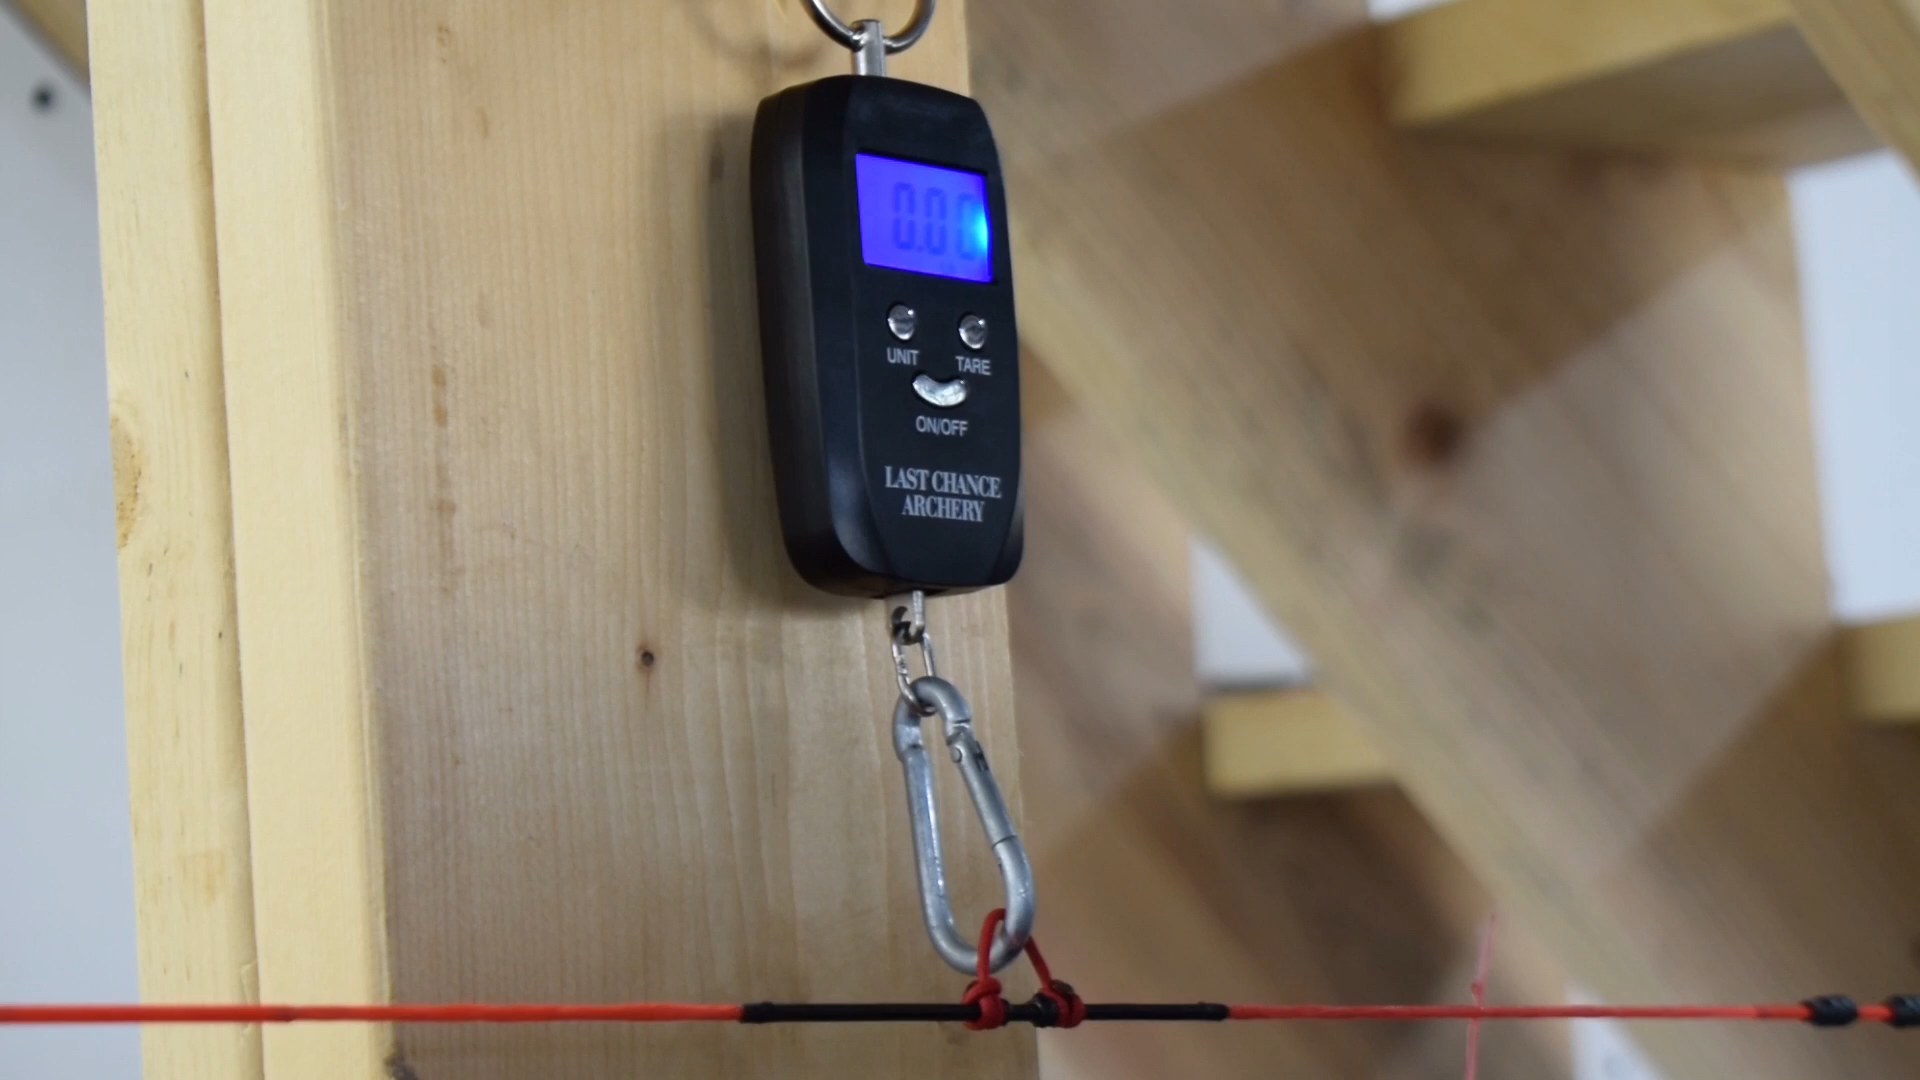 0.00
UNIT TARE
ON/OFF
LAST CHANCE
ARCHERY